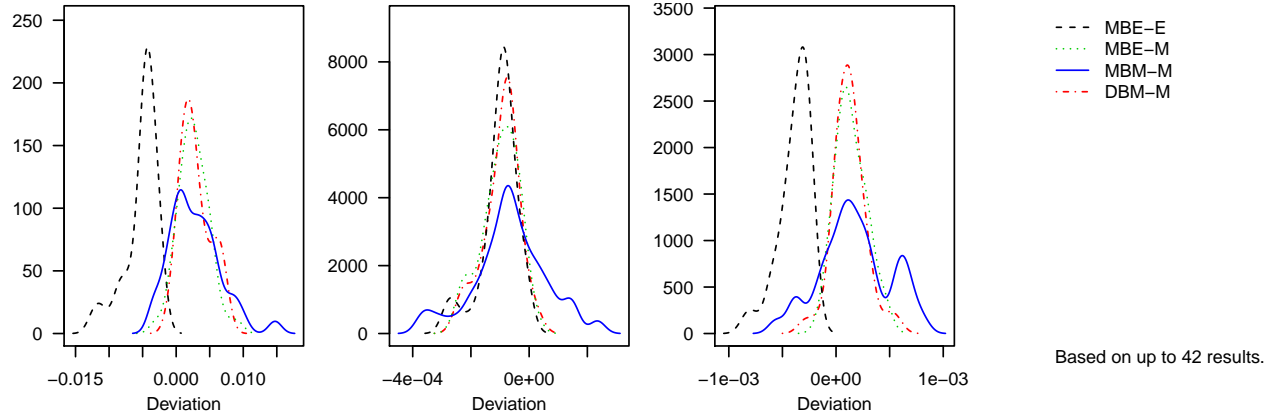 250
200
150
100
50
0
−0.015
0.000
0.010
Deviation
8000
6000
4000
2000
0
−4e−04
0e+00
Deviation
3500
3000
2500
2000
1500
1000
500
0
−1e−03
0e+00
1e−03
Deviation
MBE−E
MBE−M
MBM−M
DBM−M
Based on up to 42 results.